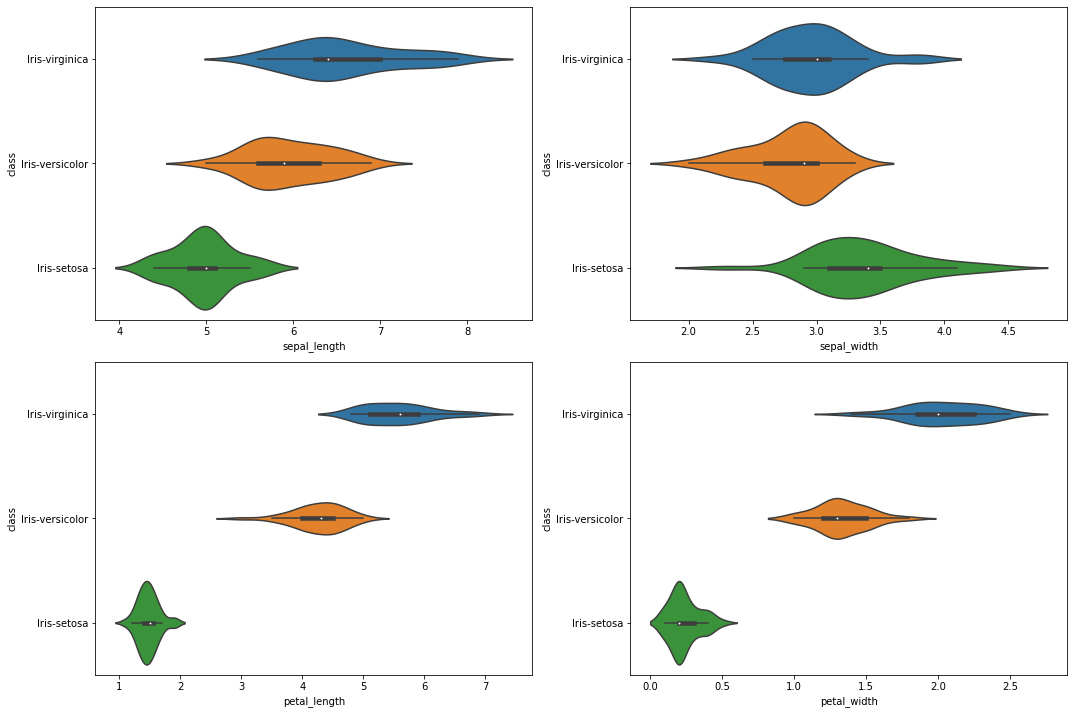 Iris-virginica
Iris-versicolor
Iris-setosa
class
4 5 6 7 8
sepal_length
Iris-virginica
Iris-versicolor
Iris-setosa
class
2.0 2.5 3.0 3.5 4.0 4.5
sepal_width
Iris-virginica
Iris-versicolor
Iris-setosa
class
1 2 3 4 5 6 7
petal_length
Iris-virginica
Iris-versicolor
Iris-setosa
class
0.0 0.5 1.0 1.5 2.0 2.5
petal_width